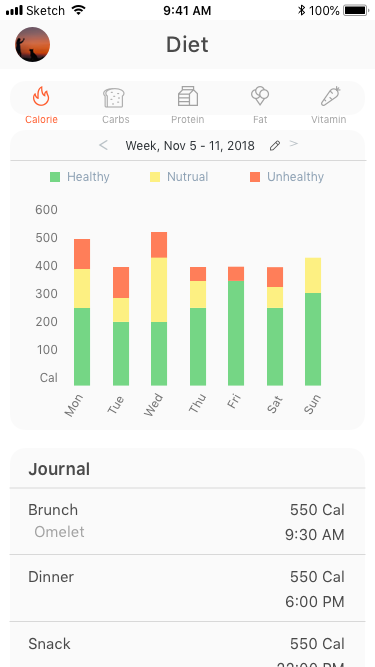 Sketch 9:41 AM 100%
Diet
Calorie Carbs Protein Fat Vitamin
< Week, Nov 5 - 11, 2018 >
Healthy Nutrual Unhealthy
600
500
400
300
200
100
Cal
Mon Tue Wed Thu Fri Sat Sun
Journal
Brunch 550 Cal
Omelet 9:30 AM
Dinner 550 Cal
6:00 PM
Snack 550 Cal